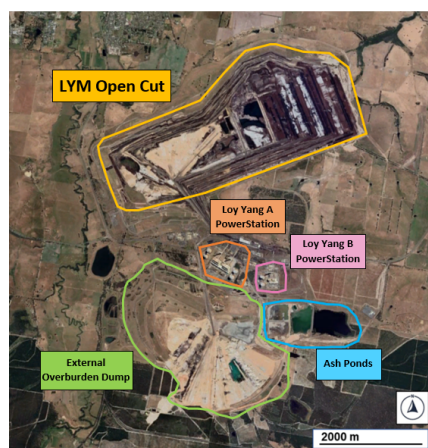 LYM Open Cut
Loy Yang A
PowerStation
Loy Yang B
PowerStation
External
Overburden Dump
Ash Ponds
2000 m